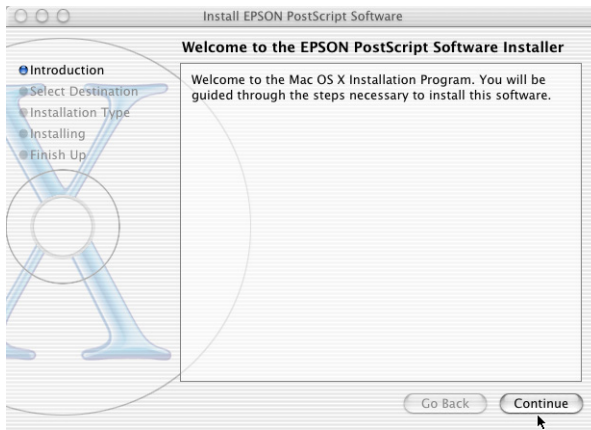 Install EPSON PostScript Software
Welcome to the EPSON PostScript Software Installer
Introduction
Select Destination
Installation Type
Installing
Finish Up
Welcome to the Mac OS X Installation Program. You will be
guided through the steps necessary to install this software.
Go Back
Continue